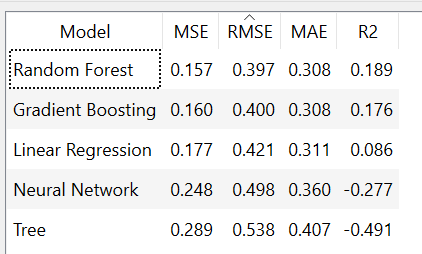 Model MSE RMSE MAE R2
Random Forest 0.157 0.397 0.308 0.189
Gradient Boosting 0.160 0.400 0.308 0.176
Linear Regression 0.177 0.421 0.311 0.086
Neural Network 0.248 0.498 0.360 -0.277
Tree 0.289 0.538 0.407 -0.491